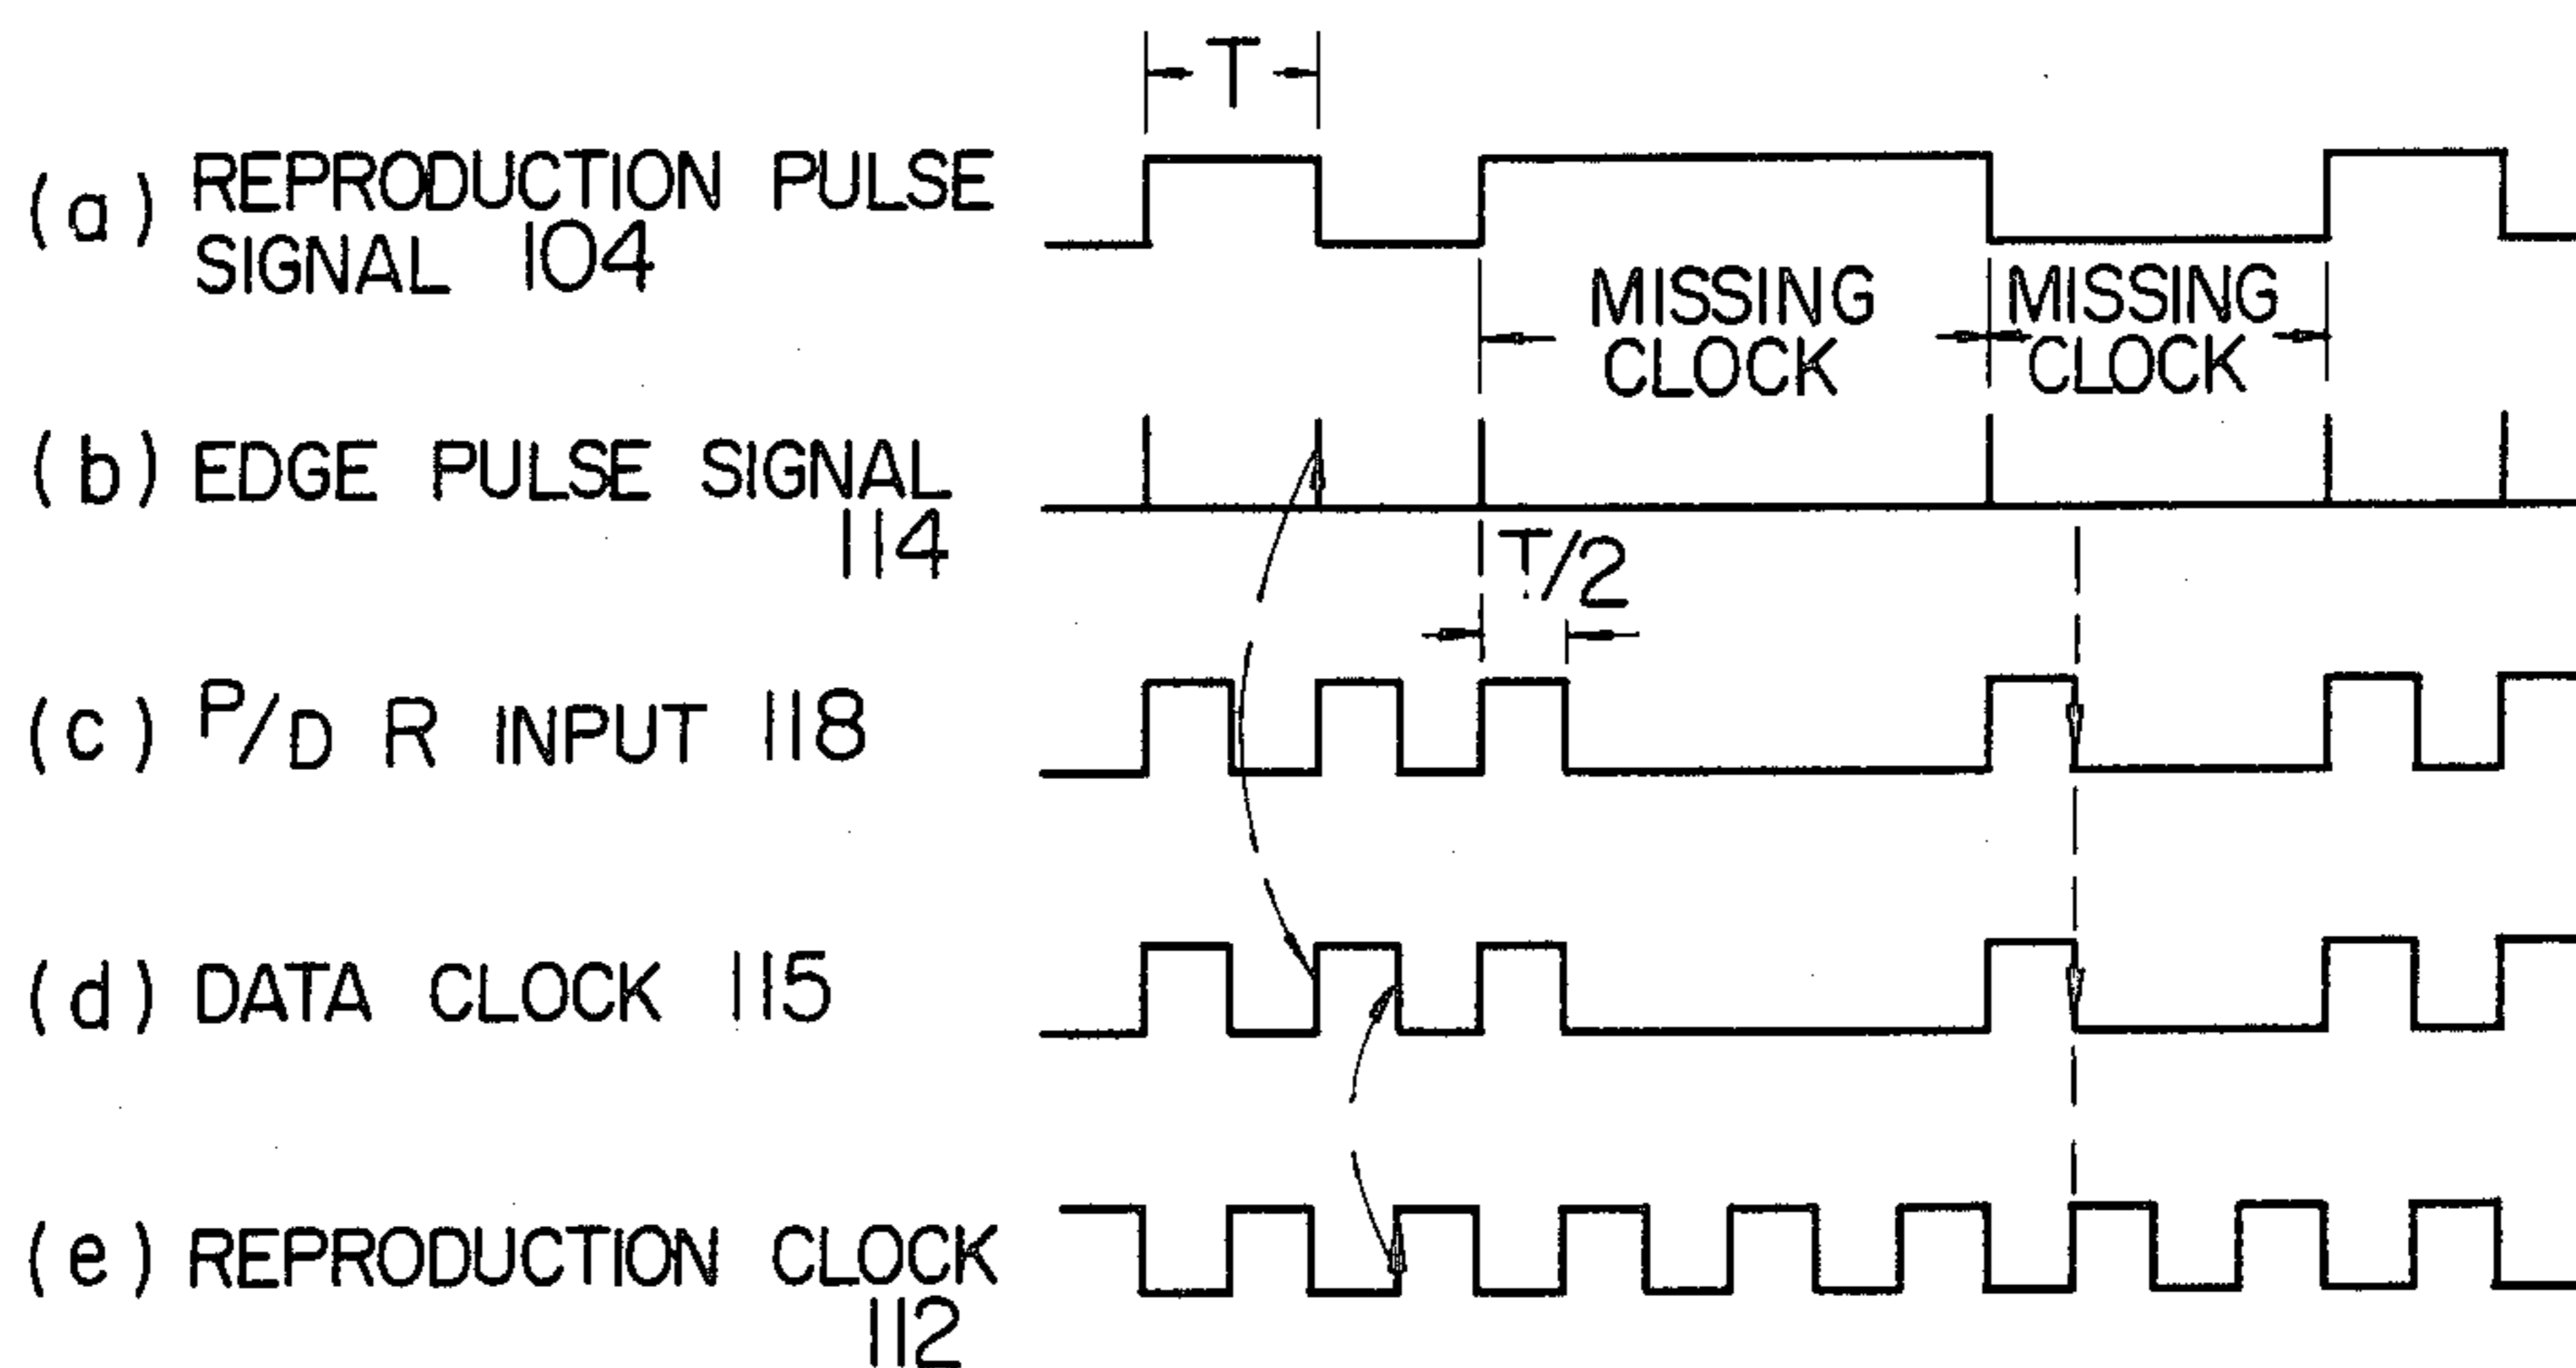 T
(a) REPRODUCTION PULSE
SIGNAL 104
MISSING
CLOCK
MISSING
CLOCK
(b) EDGE PULSE SIGNAL
114
T/2
(c) P/D R INPUT 118
(d) DATA CLOCK 115
(e) REPRODUCTION CLOCK
112